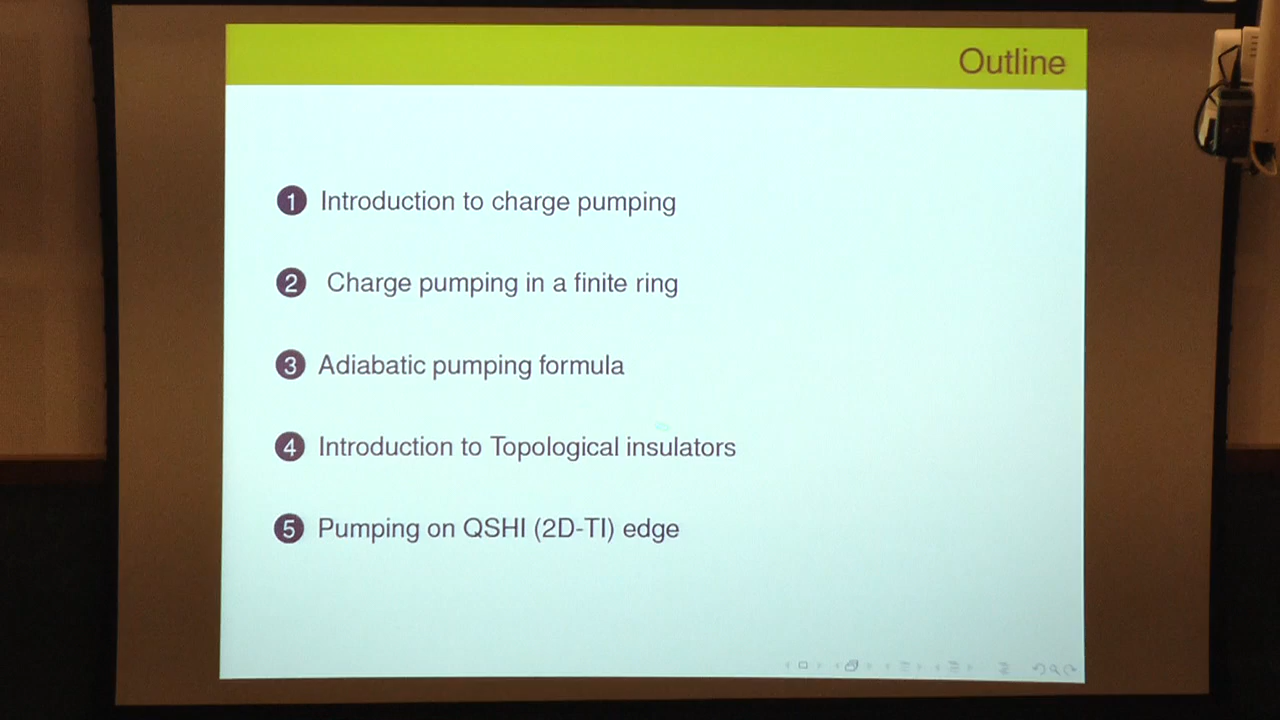 Outline
1 Introduction to charge pumping
2 Charge pumping in a finite ring
3 Adiabatic pumping formula
4 Introduction to Topological insulators
5 Pumping on QSHI (2D-TI) edge